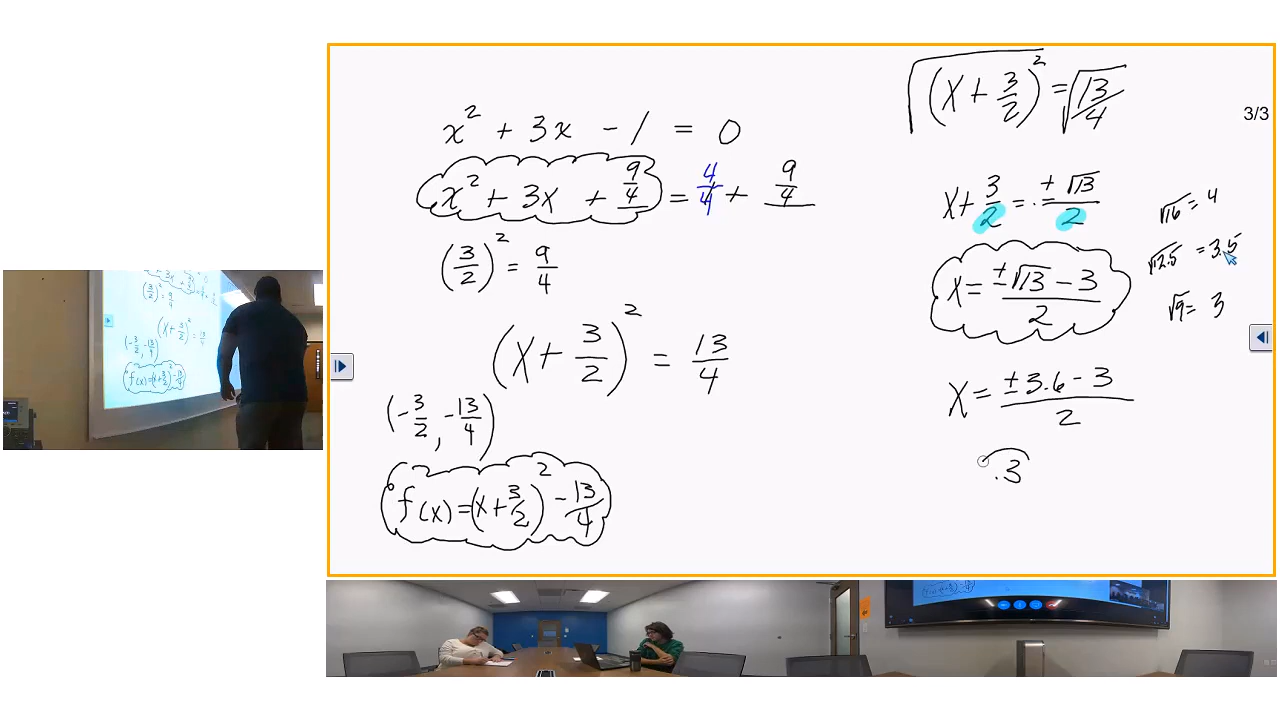 x² + 3x - 1 = 0
x² + 3x + 9/4 = 4/4 + 9/4
(3/2)² = 9/4
(x + 3/2)² = 13/4
(-3/2, -13/4)
f(x) = (x + 3/2)² - 13/4
√(x + 3/2)² = √13/4
3/3
x + 3/2 = ± √13/2
x = ±√13 - 3/2
x = ±3.6 - 3/2
.3
√16 = 4
√12.5 = 3.5
√9 = 3